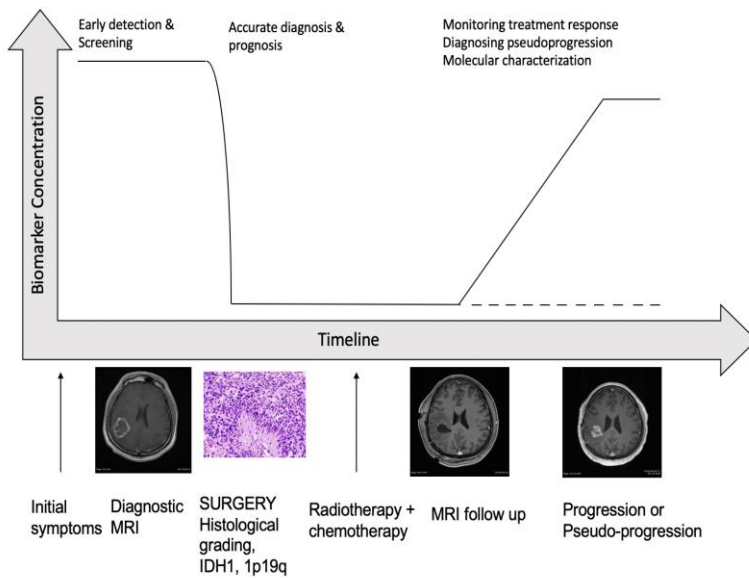 Early detection &
Screening
Accurate diagnosis &
prognosis
Monitoring treatment response
Diagnosing pseudoprogression
Molecular characterization
Biomarker Concentration
Timeline
Initial
symptoms
Diagnostic
MRI
SURGERY
Histological
grading,
IDH1, 1p19q
Radiotherapy +
chemotherapy
MRI follow up
Progression or
Pseudo-progression